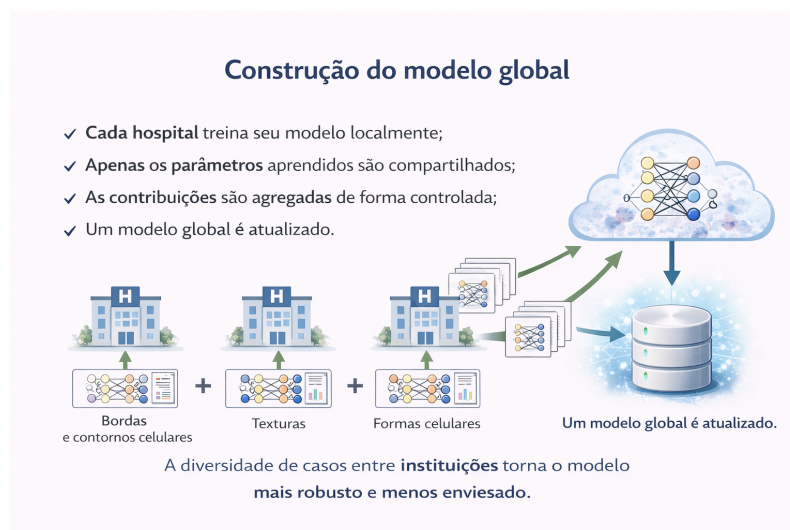 Construção do modelo global
Cada hospital treina seu modelo localmente;
Apenas os parâmetros aprendidos são compartilhados;
As contribuições são agregadas de forma controlada;
Um modelo global é atualizado.
H
H
H
Bordas
e contornos celulares
+
Texturas
+
Formas celulares
Um modelo global é atualizado.
A diversidade de casos entre instituições torna o modelo
mais robusto e menos enviesado.